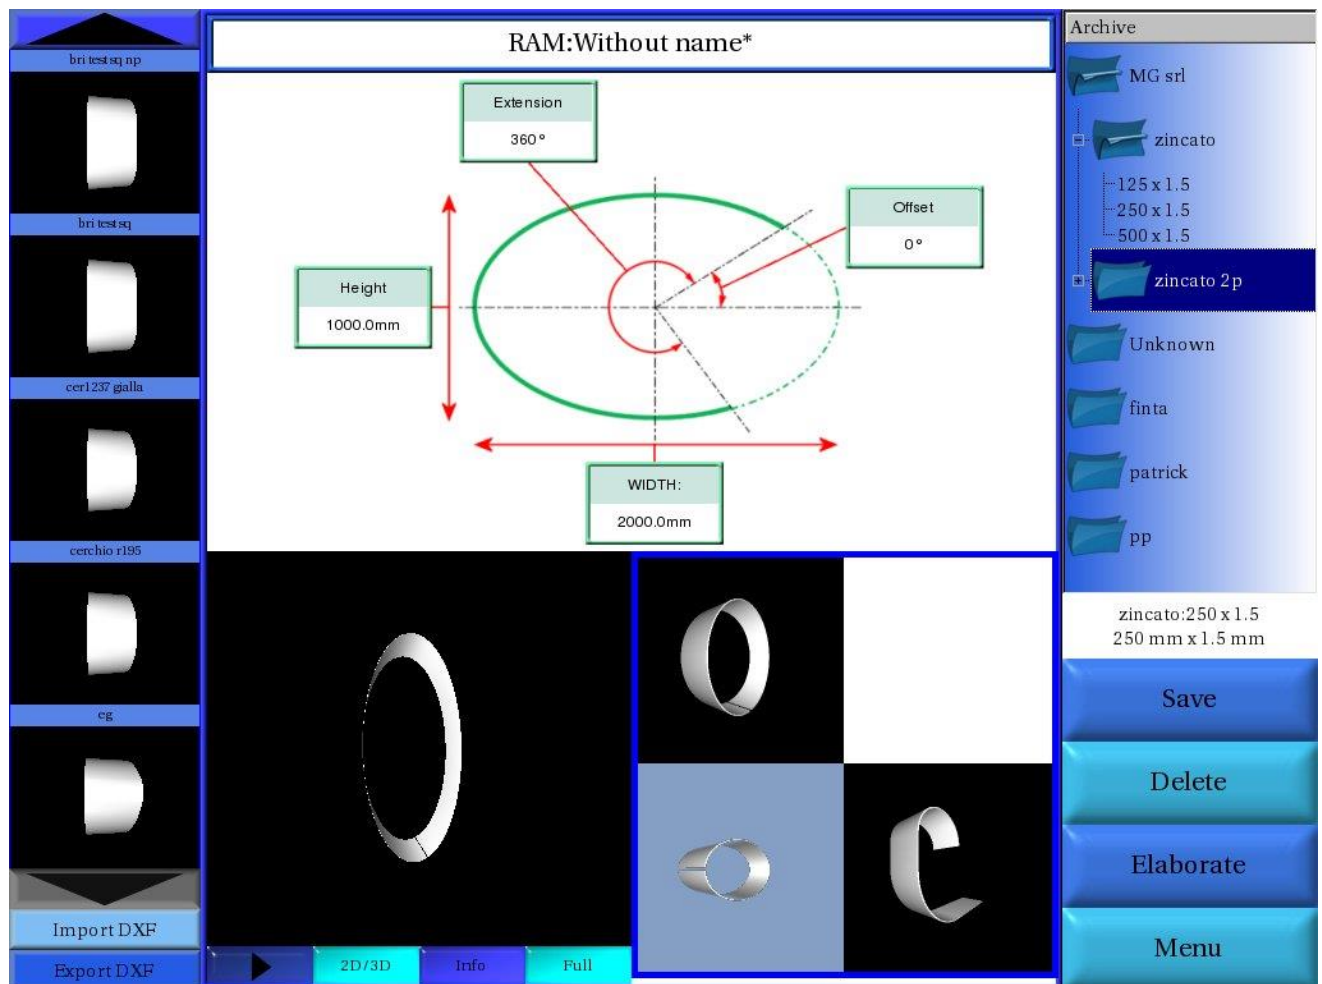 bri test sq np
bri test sq
cer1237 gialla
cerchio r195
eg
Import DXF
Export DXF
RAM:Without name*
Extension
360°
Offset
0°
Height
1000.0mm
WIDTH:
2000.0mm
2D/3D
Info
Full
Archive
MG srl
zincato
125 x 1.5
250 x 1.5
500 x 1.5
zincato 2p
Unknown
finta
patrick
pp
zincato:250 x 1.5
250 mm x 1.5 mm
Save
Delete
Elaborate
Menu